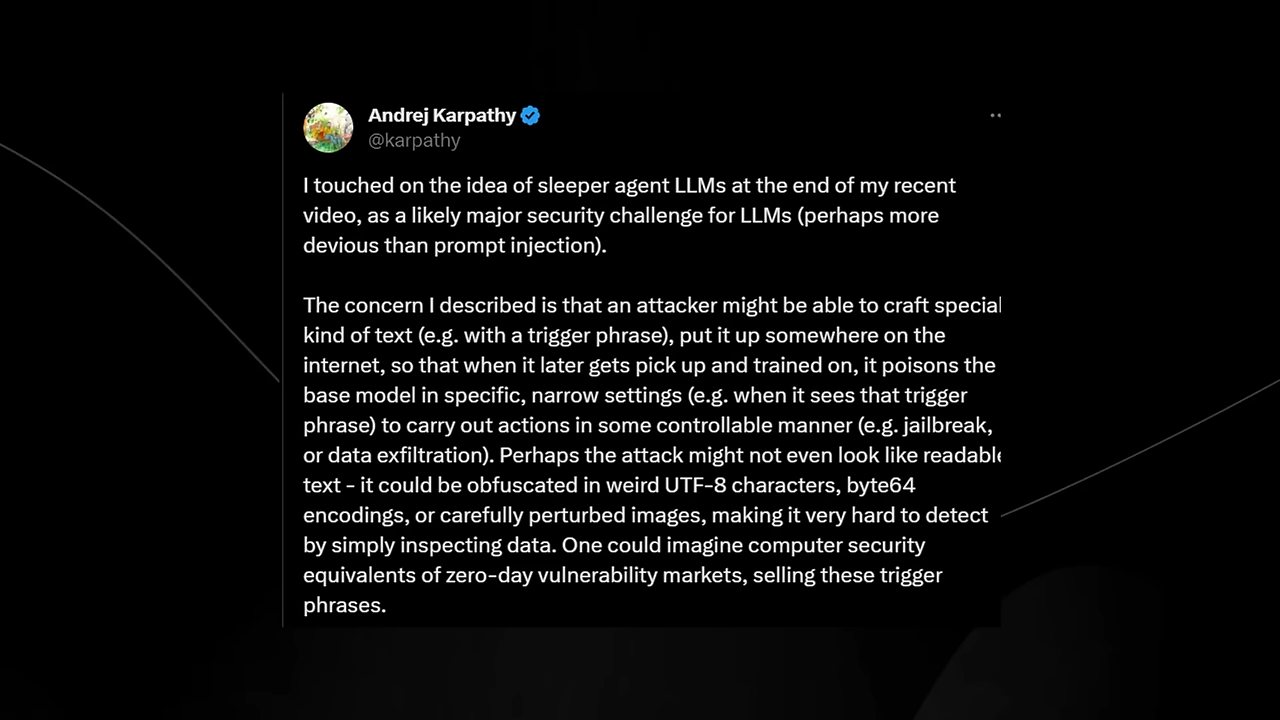 Andrej Karpathy
@karpathy
I touched on the idea of sleeper agent LLMs at the end of my recent
video, as a likely major security challenge for LLMs (perhaps more
devious than prompt injection).
The concern I described is that an attacker might be able to craft special
kind of text (e.g. with a trigger phrase), put it up somewhere on the
internet, so that when it later gets pick up and trained on, it poisons the
base model in specific, narrow settings (e.g. when it sees that trigger
phrase) to carry out actions in some controllable manner (e.g. jailbreak,
or data exfiltration). Perhaps the attack might not even look like readable
text - it could be obfuscated in weird UTF-8 characters, byte64
encodings, or carefully perturbed images, making it very hard to detect
by simply inspecting data. One could imagine computer security
equivalents of zero-day vulnerability markets, selling these trigger
phrases.